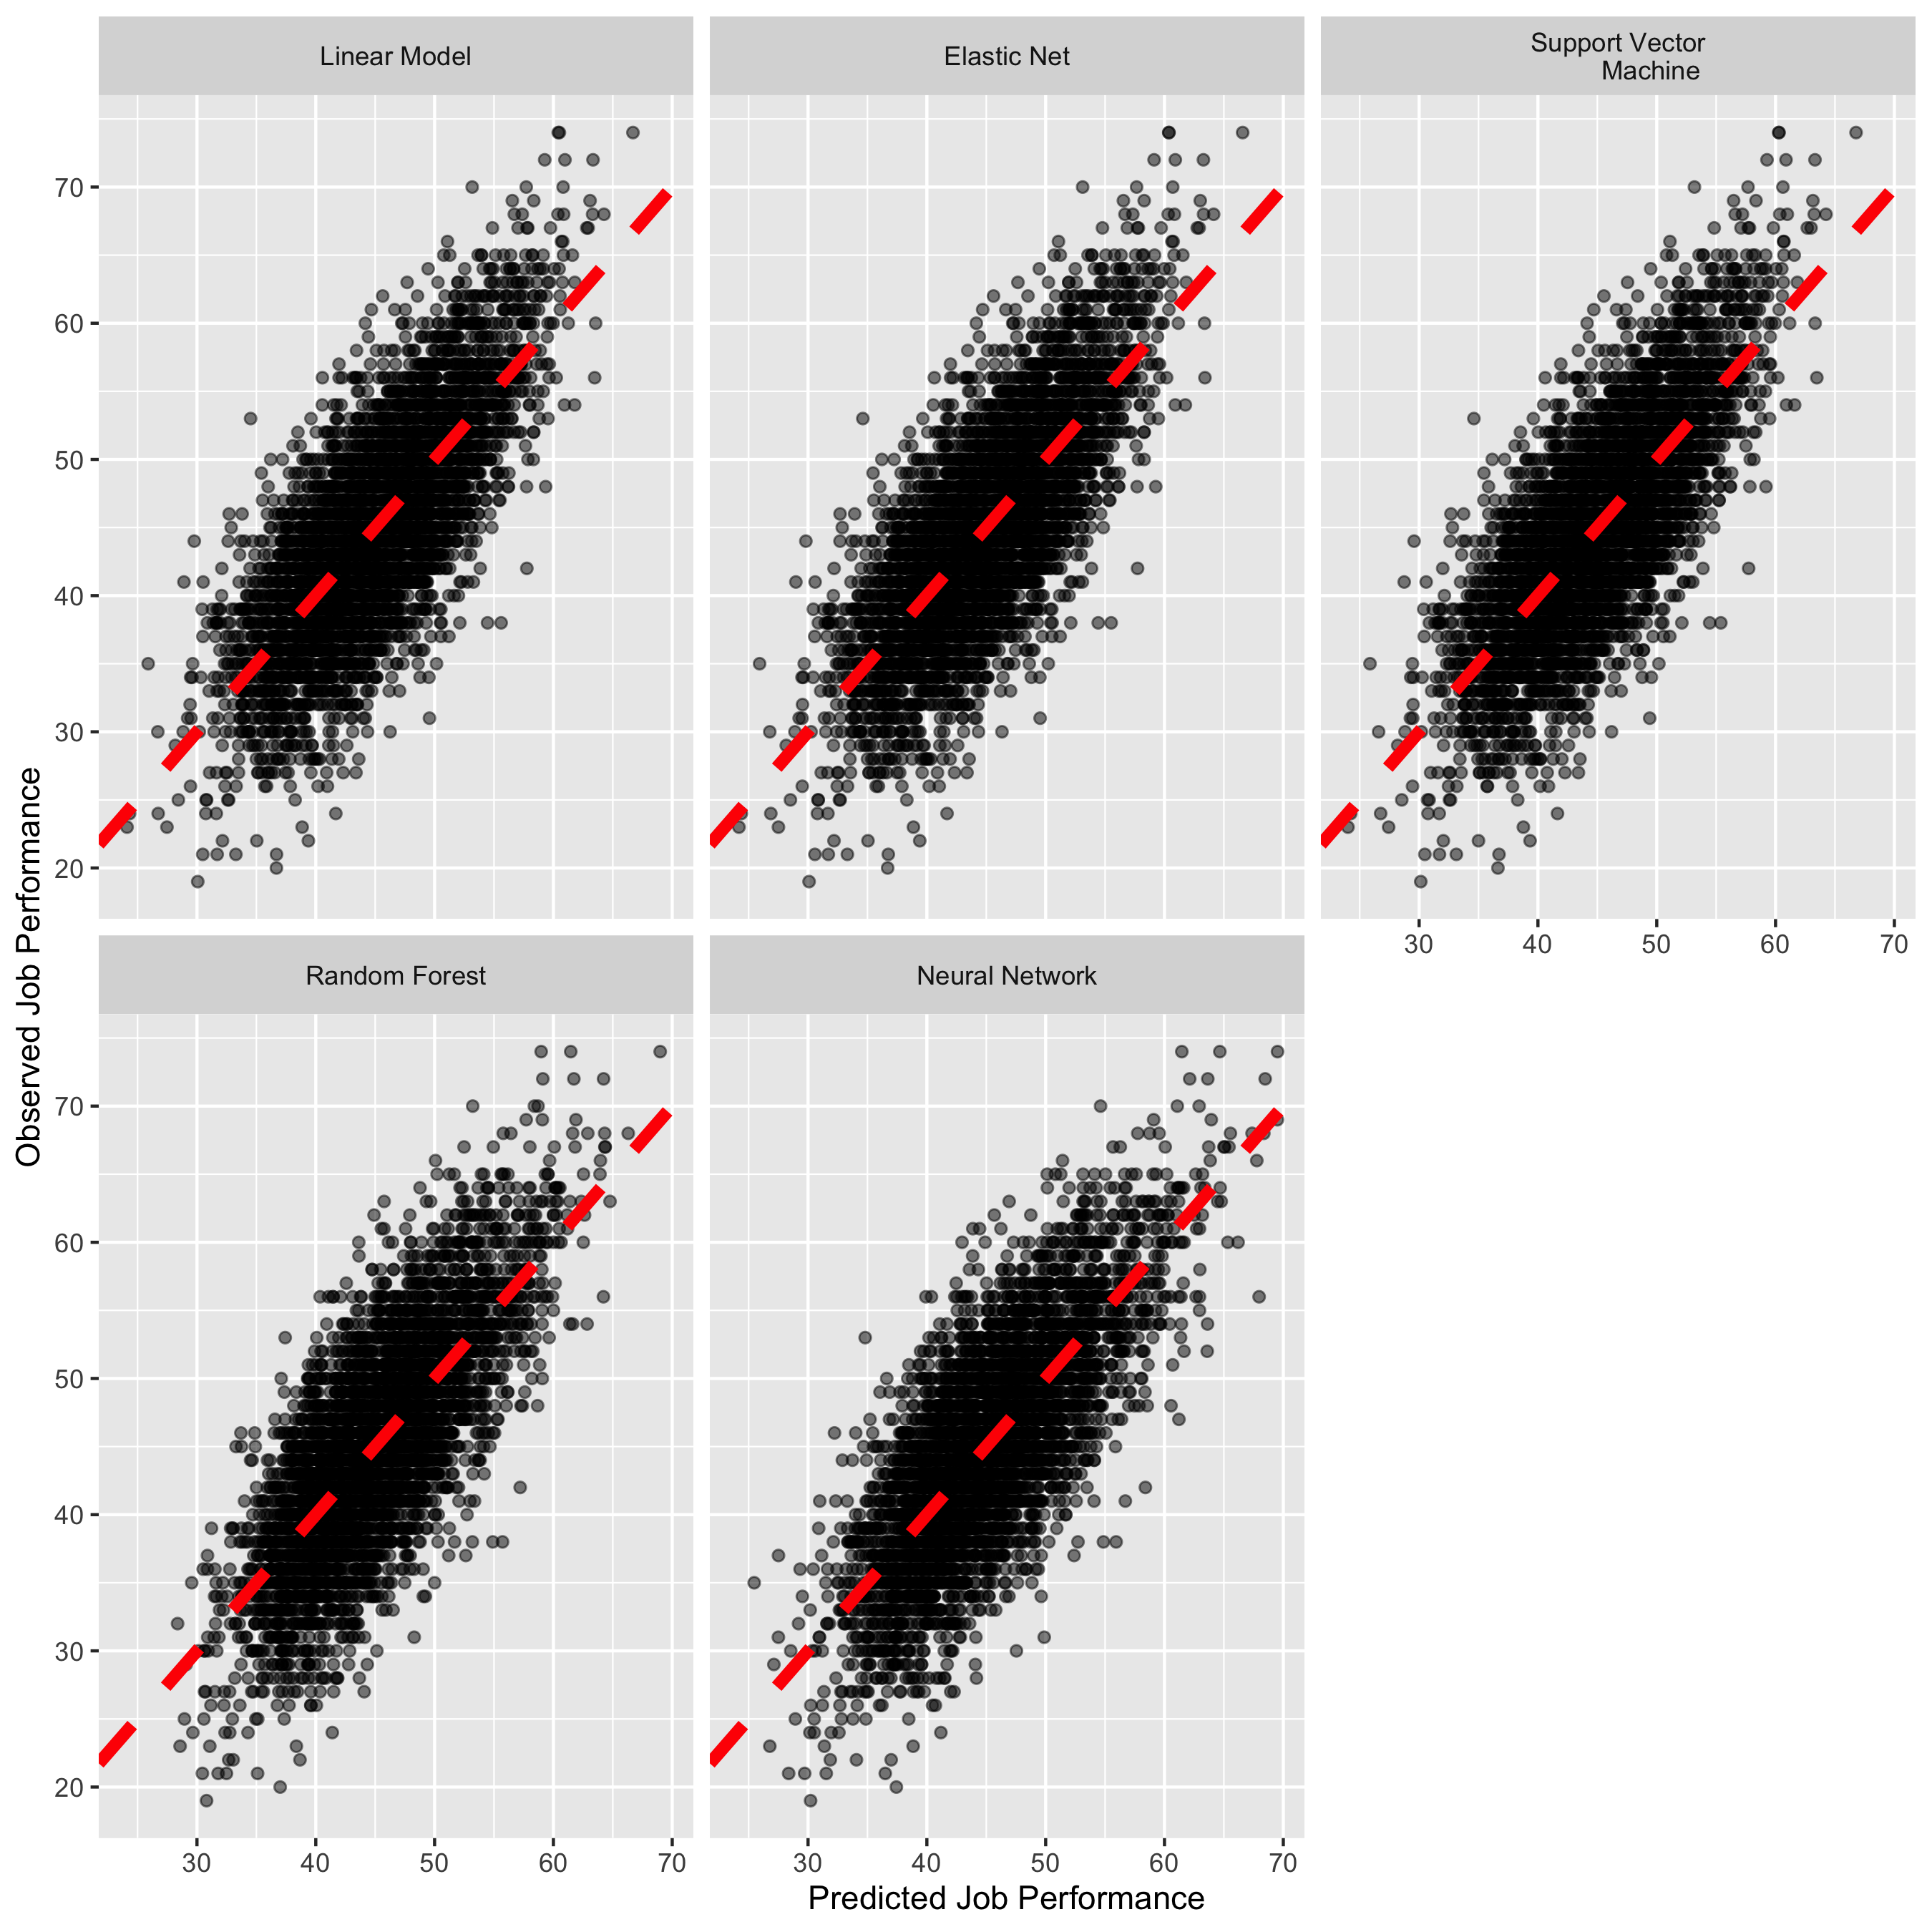 Linear Model
Elastic Net
Support Vector
Machine
70
60
50
40
30
20
30 40 50 60 70
Random Forest
Neural Network
70
60
50
40
30
20
30 40 50 60 70
30 40 50 60 70
Observed Job Performance
Predicted Job Performance